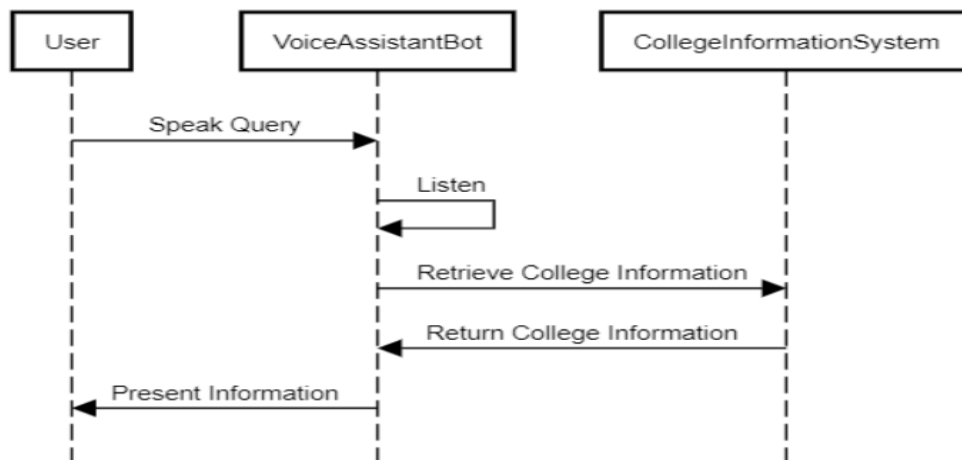 User
VoiceAssistantBot
CollegeInformationSystem
Speak Query
Listen
Retrieve College Information
Return College Information
Present Information